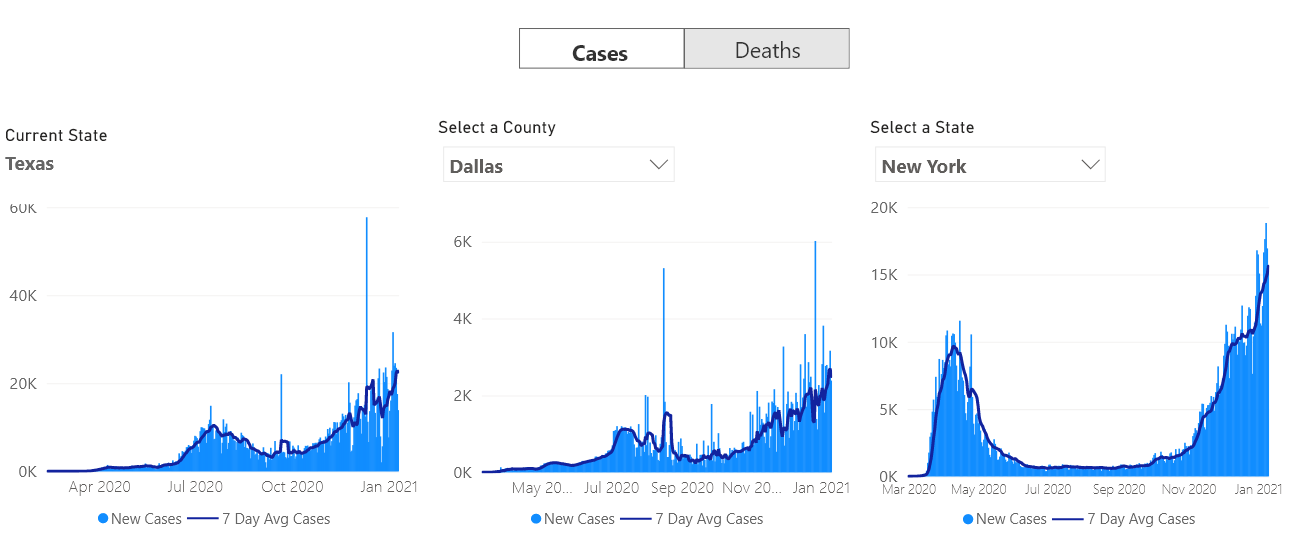 Cases Deaths
Current State
Texas
60K
40K
20K
0K
Apr 2020 Jul 2020 Oct 2020 Jan 2021
New Cases 7 Day Avg Cases
Select a County
Dallas
6K
4K
2K
0K
May 20... Jul 2020 Sep 2020 Nov 20... Jan 2021
New Cases 7 Day Avg Cases
Select a State
New York
20K
15K
10K
5K
0K
Mar 2020 May 2020 Jul 2020 Sep 2020 Nov 2020 Jan 2021
New Cases 7 Day Avg Cases